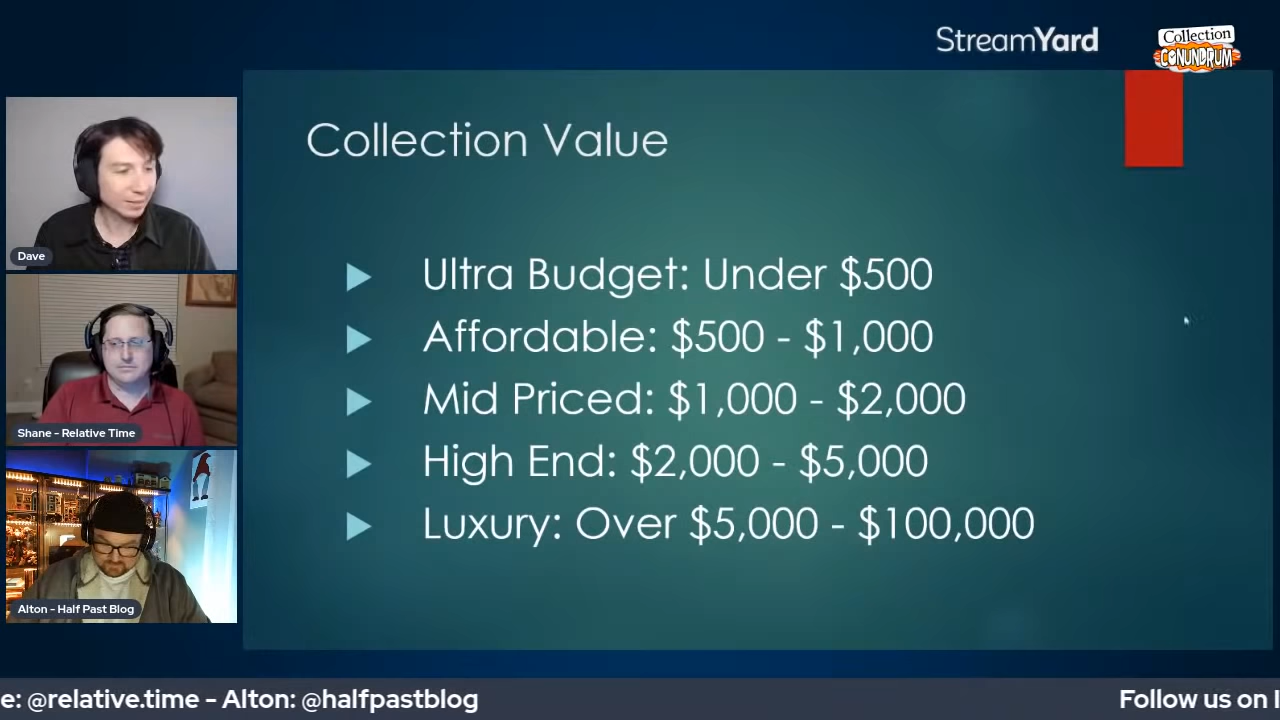 StreamYard
Collection
CONUNDRUM
Collection Value
Ultra Budget: Under $500
Affordable: $500 - $1,000
Mid Priced: $1,000 - $2,000
High End: $2,000 - $5,000
Luxury: Over $5,000 - $100,000
Dave
Shane - Relative Time
Alton - Half Past Blog
e: @relative.time - Alton: @halfpastblog
Follow us on I